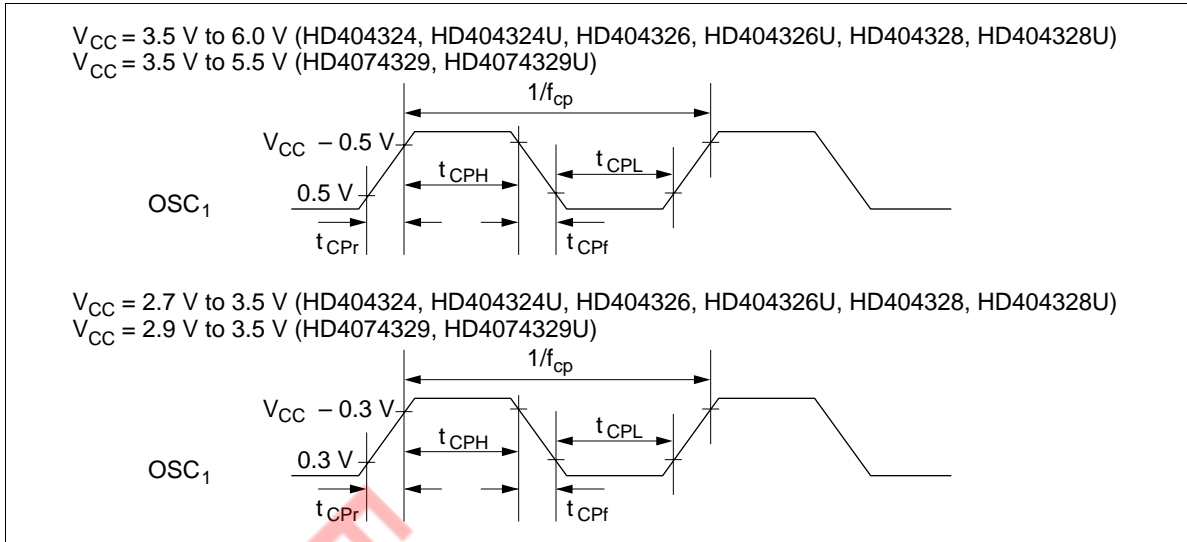 VCC = 3.5 V to 6.0 V (HD404324, HD404324U, HD404326, HD404326U, HD404328, HD404328U)
VCC = 3.5 V to 5.5 V (HD4074329, HD4074329U)
1/fcp
VCC – 0.5 V
tCPH
tCPL
0.5 V
OSC1
tCPr
tCPf
VCC = 2.7 V to 3.5 V (HD404324, HD404324U, HD404326, HD404326U, HD404328, HD404328U)
VCC = 2.9 V to 3.5 V (HD4074329, HD4074329U)
1/fcp
VCC – 0.3 V
tCPH
tCPL
0.3 V
OSC1
tCPr
tCPf